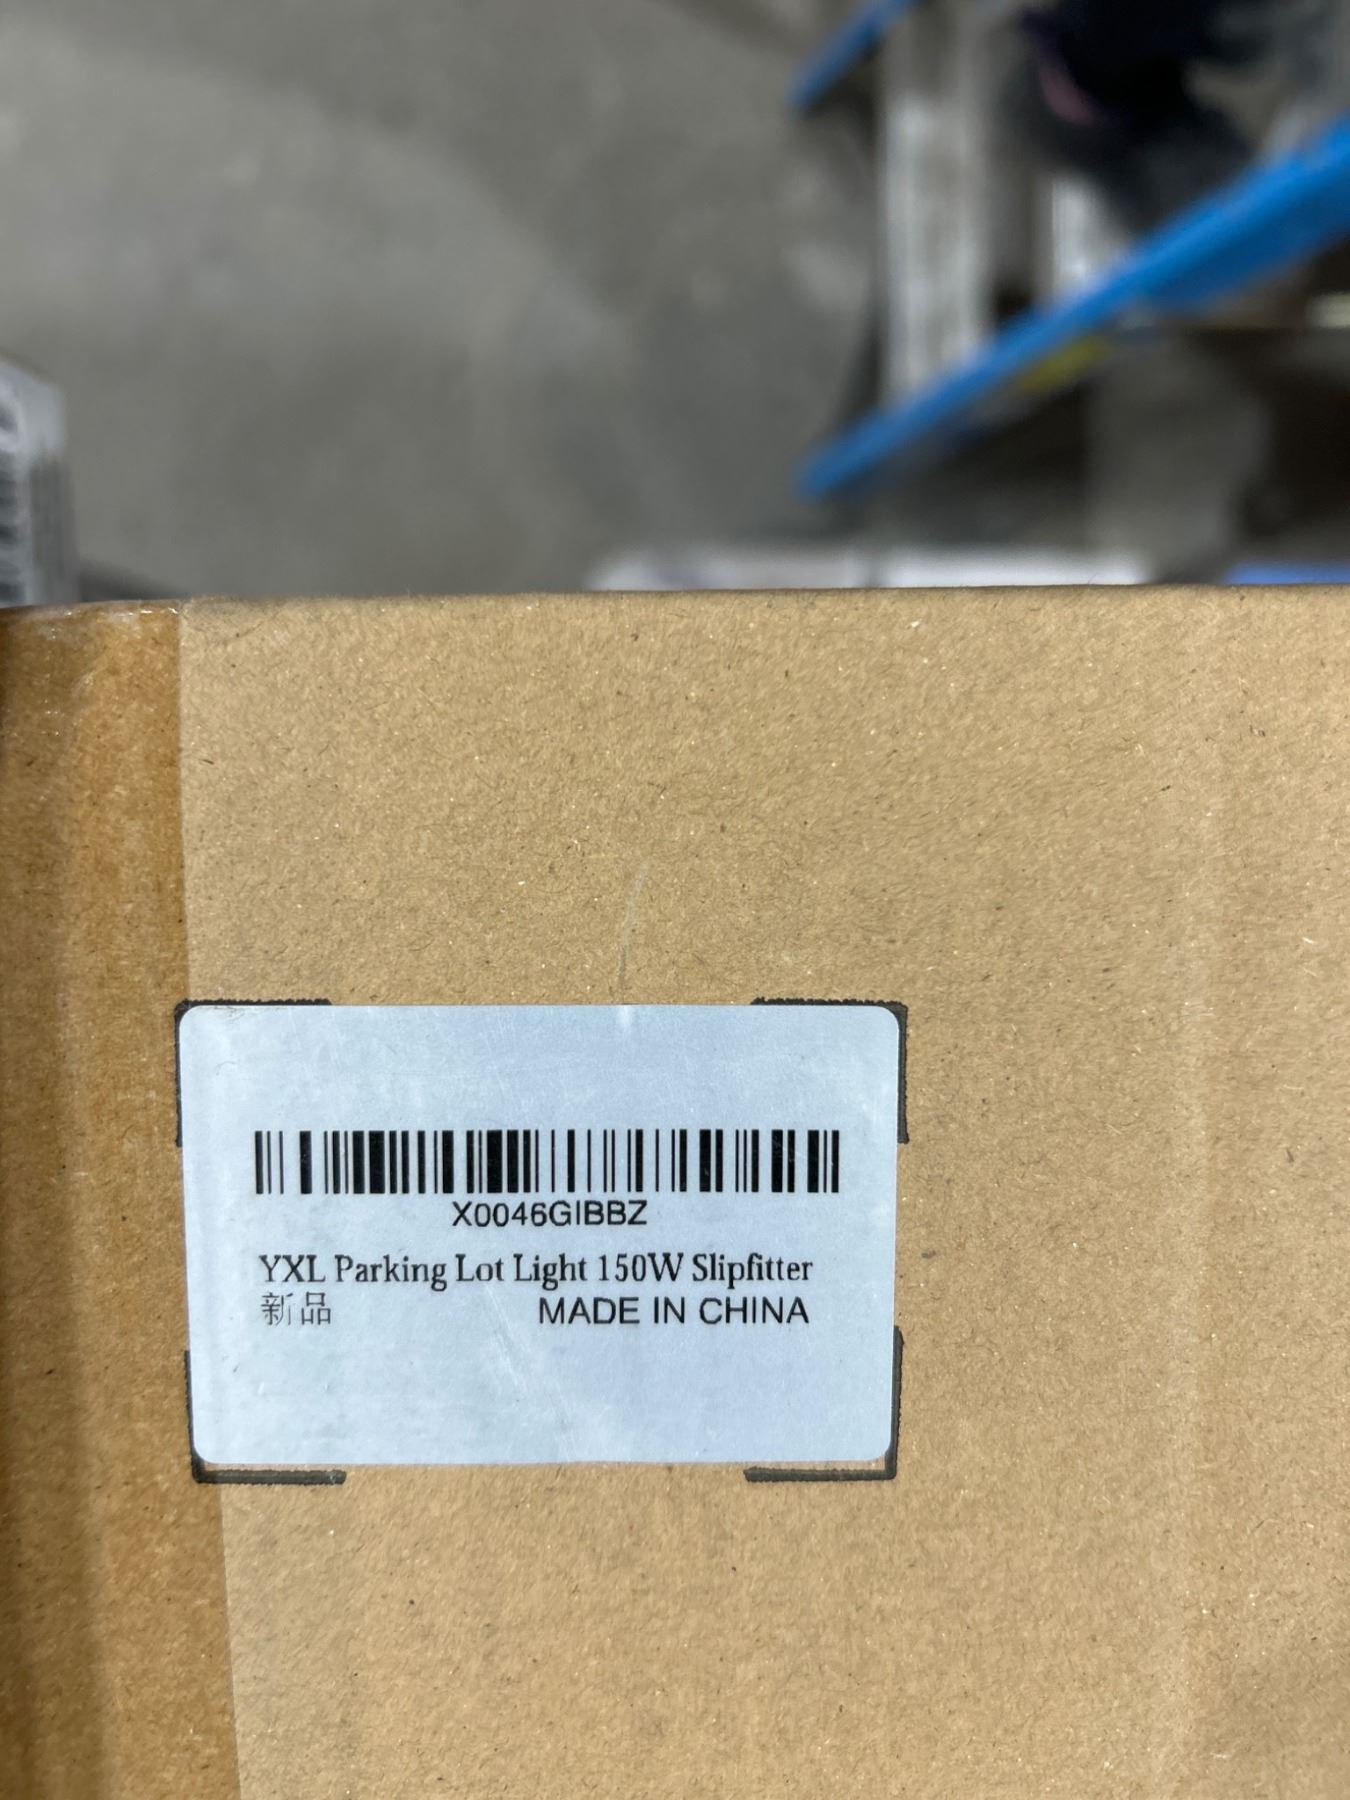 X0046GIBBZ
YXL Parking Lot Light 150W Slipfitter
新品 MADE IN CHINA